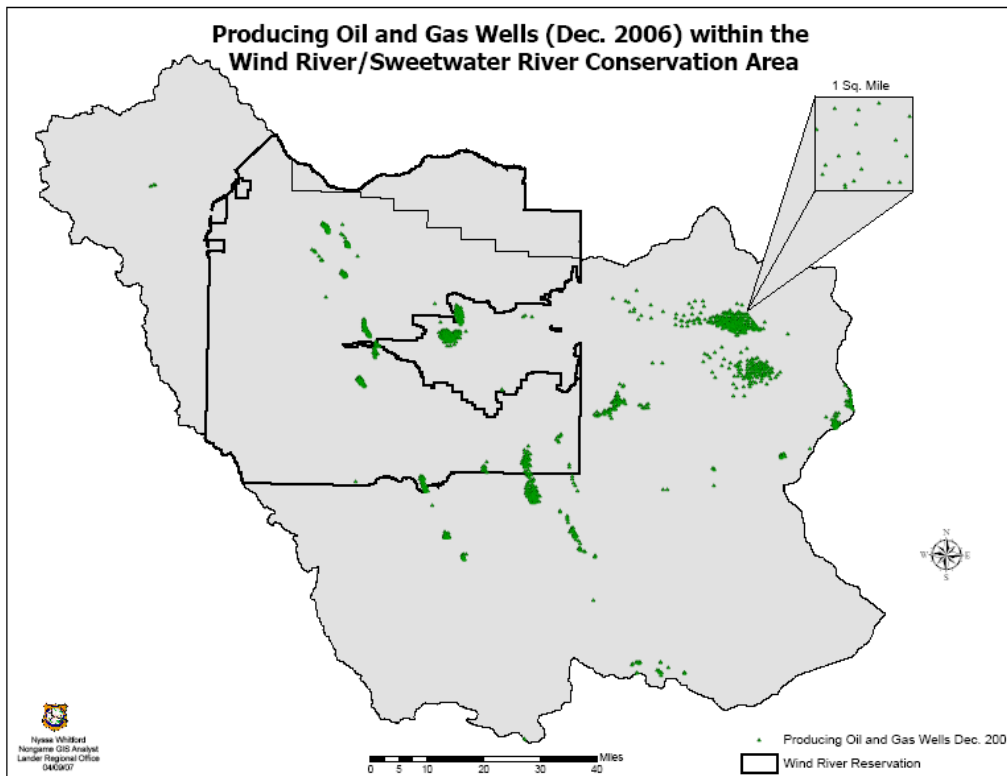 Producing Oil and Gas Wells (Dec. 2006) within the
Wind River/Sweetwater River Conservation Area
1 Sq. Mile
N
W
E
S
Nyssa Whitford
Nongame GIS Analyst
Lander Regional Office
04/09/07
Miles
0 5 10 20 30 40
Producing Oil and Gas Wells Dec. 200
Wind River Reservation